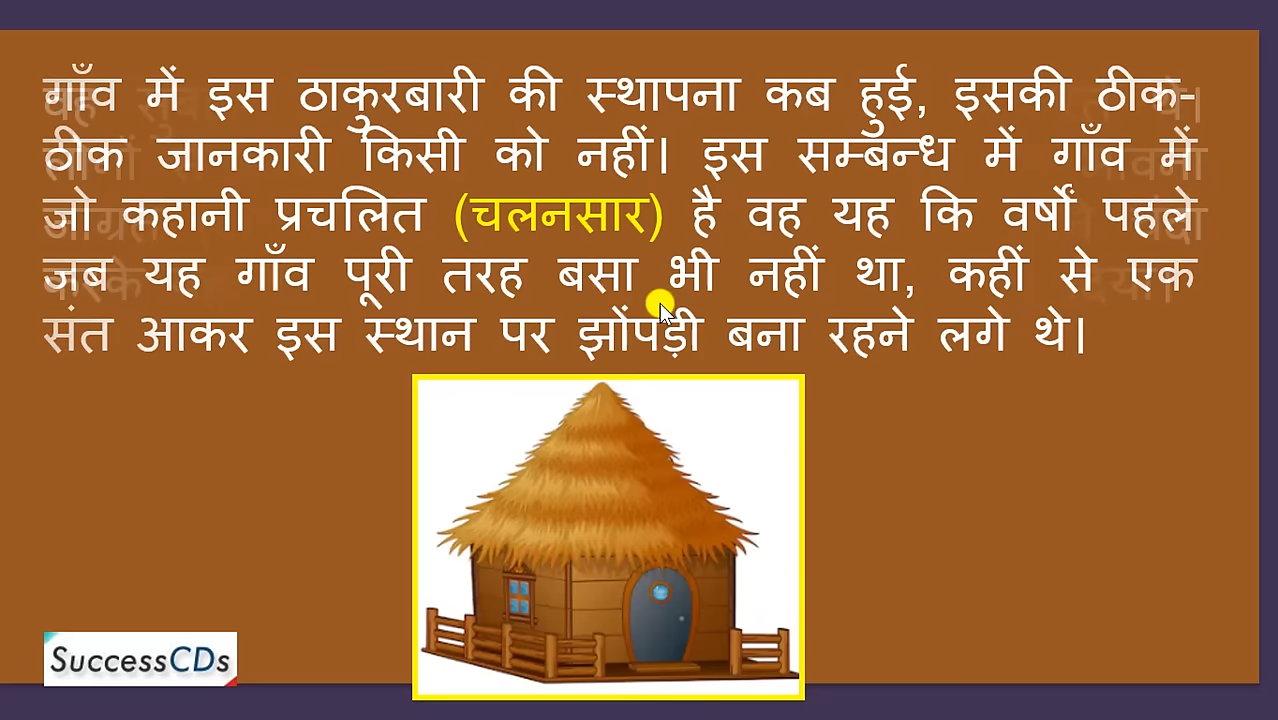 गाँव में इस ठाकुरबारी की स्थापना कब हुई, इसकी ठीक-
ठीक जानकारी किसी को नहीं। इस सम्बन्ध में गाँव में
जो कहानी प्रचलित (चलनसार) है वह यह कि वर्षों पहले
जब यह गाँव पूरी तरह बसा भी नहीं था, कहीं से एक
संत आकर इस स्थान पर झोंपड़ी बना रहने लगे थे।
SuccessCDs